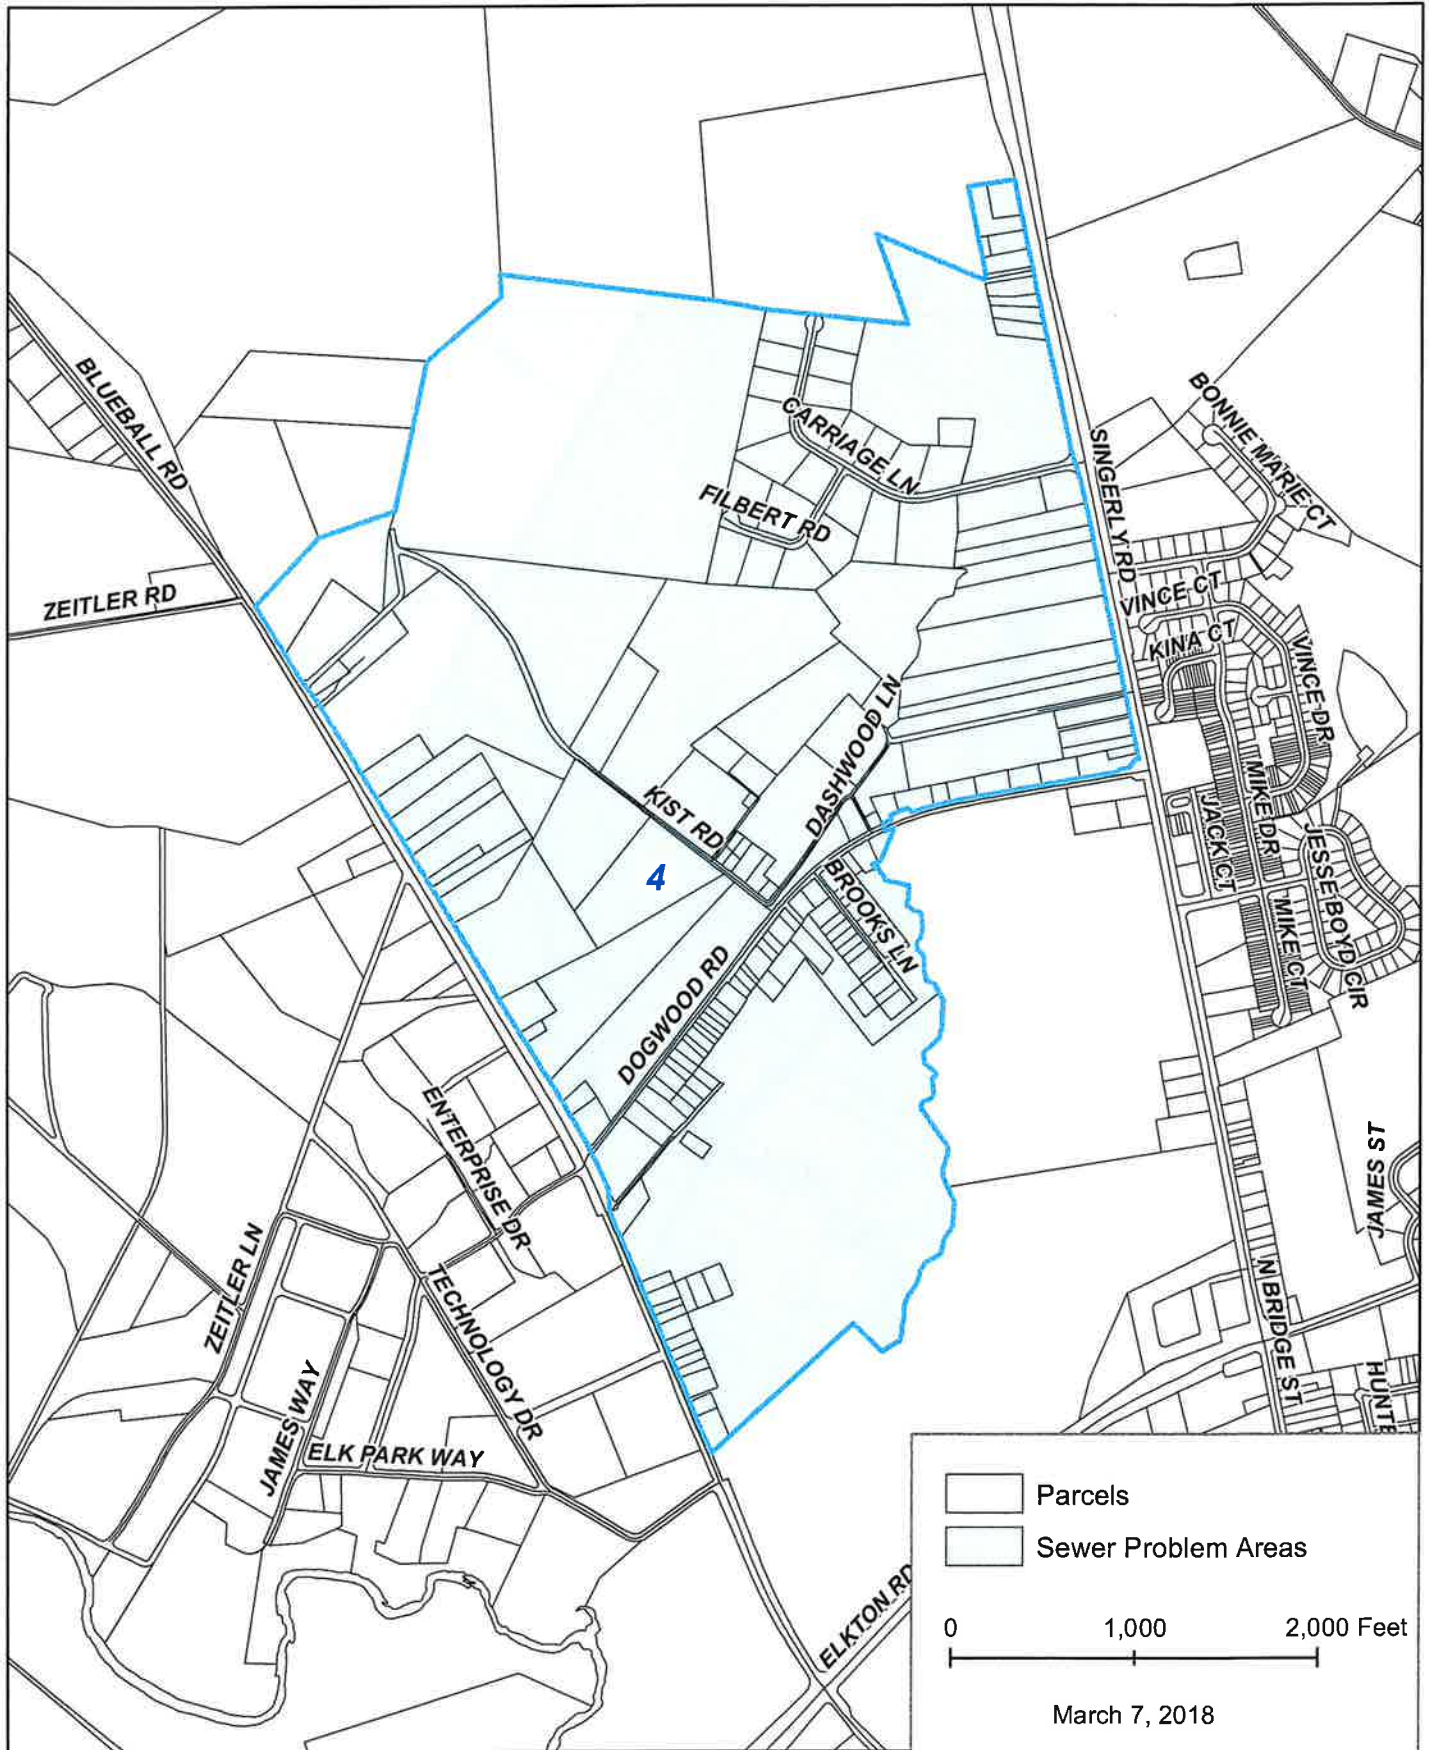 BLUEBALL RD
CARRIAGE LN
SINGERLY RD
BONNIE MARIE CT
FILBERT RD
ZEITLER RD
VINCE CT
KINA CT
VINCE DR
DASHWOOD LN
KIST RD
MIKE DR
JACK CT
JESSE BOYD CIR
4
BROOKS LN
MIKE CT
DOGWOOD RD
ENTERPRISE DR
JAMES ST
ZEITLER LN
TECHNOLOGY DR
N BRIDGE ST
JAMES WAY
HUNTE
ELK PARK WAY
Parcels
Sewer Problem Areas
ELKTON RD
0 1,000 2,000 Feet
March 7, 2018